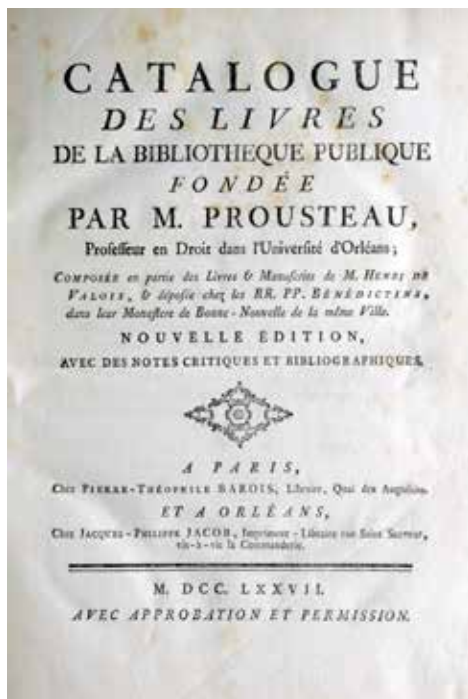 CATALOGUE
DES LIVRES
DE LA BIBLIOTHEQUE PUBLIQUE
FONDÉE
PAR M. PROUSTEAU,
Professeur en Droit dans l'Université d'Orléans;
COMPOSÉE en partie des Livres & Manuscrits de M. HENRI DE
VALOIS, & déposée chez les RR. PP. BÉNÉDICTINS,
dans leur Monastere de Bonne-Nouvelle de la même Ville.
NOUVELLE ÉDITION,
AVEC DES NOTES CRITIQUES ET BIBLIOGRAPHIQUES.
A PARIS,
Chez PIERRE-THÉOPHILE BAROIS, Libraire, Quai des Augustins.
ET A ORLÉANS,
Chez JACQUES-PHILIPPE JACOB, Imprimeur-Libraire rue Saint Sauveur,
vis-à-vis la Commanderie.
M. DCC. LXXVII.
AVEC APPROBATION ET PERMISSION.